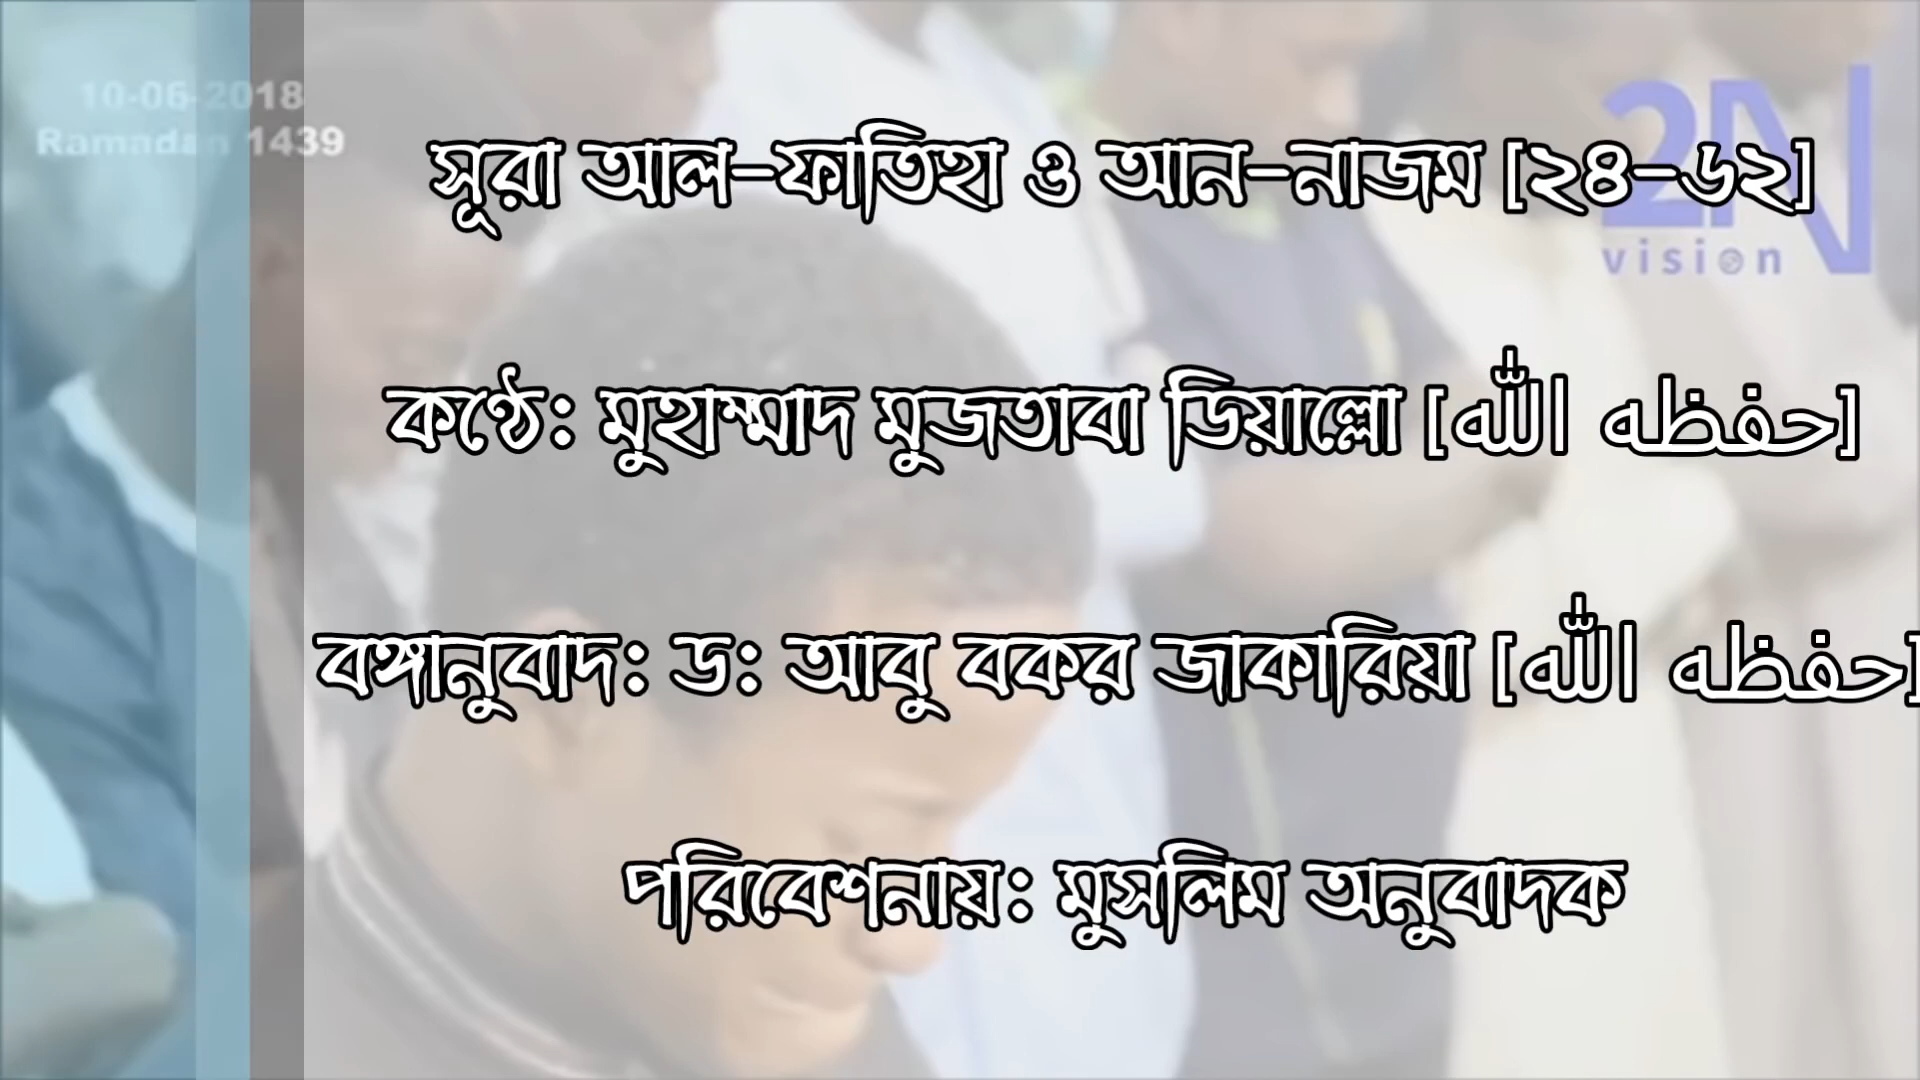 10-06-2018
Ramadan 1439
2N
vision
সূরা আল-ফাতিহা ও আন-নাজম [২৪-৬২]
কণ্ঠে: মুহাম্মাদ মুজতাবা ডিয়াল্লো [حفظه الله]
বঙ্গানুবাদ: ড: আবু বকর জাকারিয়া [حفظه الله]
পরিবেশনায়: মুসলিম অনুবাদক